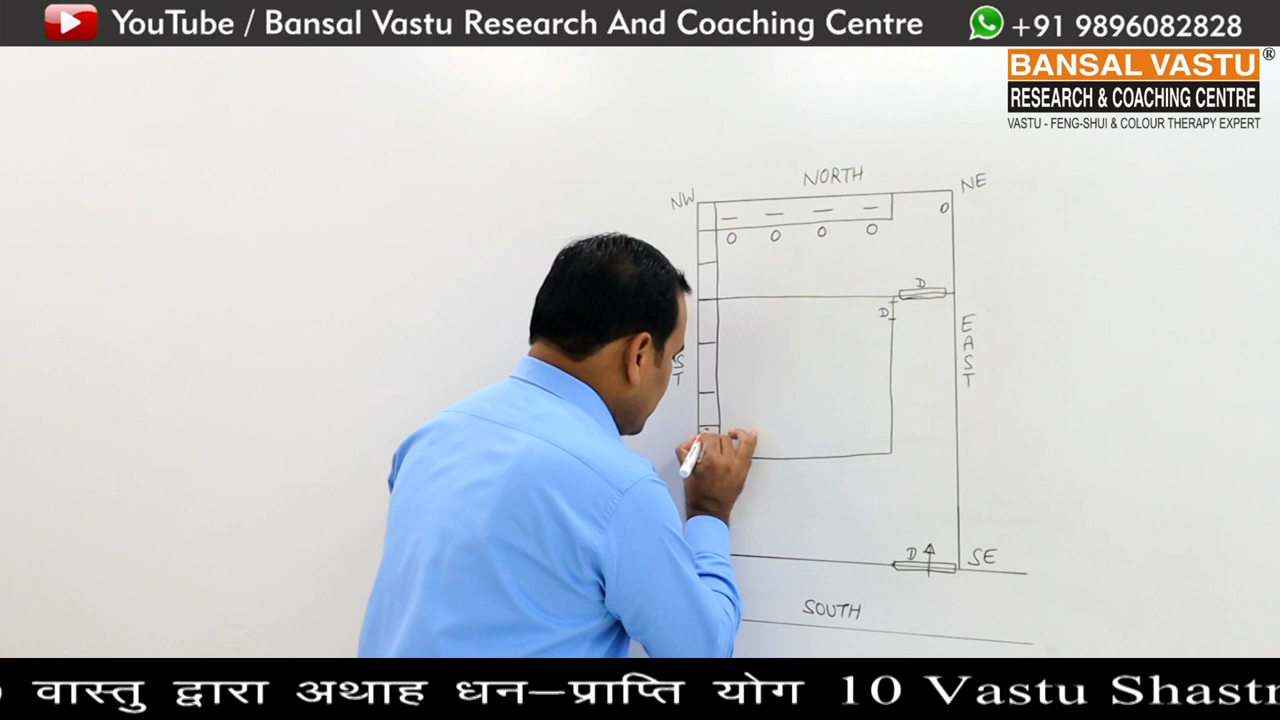 YouTube / Bansal Vastu Research And Coaching Centre
+91 9896082828
BANSAL VASTU®
RESEARCH & COACHING CENTRE
VASTU - FENG-SHUI & COLOUR THERAPY EXPERT
NORTH
NW
NE
D
D
EAST
ST
D
SE
SOUTH
वास्तु द्वारा अथाह धन–प्राप्ति योग 10 Vastu